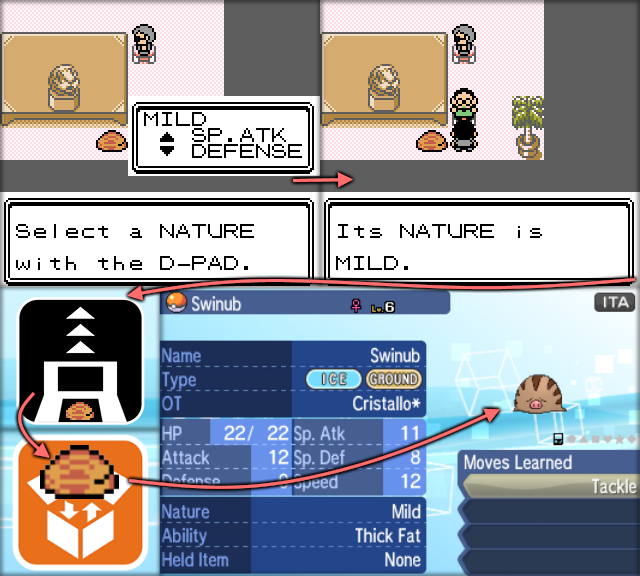 MILD
SP.ATK
DEFENSE
Select a NATURE
with the D-PAD.
Its NATURE is
MILD.
Swinub ♀ Lv.6
ITA
Name Swinub
Type ICE GROUND
OT Cristallo*
HP 22/ 22 Sp. Atk 11
Attack 12 Sp. Def 8
Defense Speed 12
Nature Mild
Ability Thick Fat
Held Item None
Moves Learned
Tackle